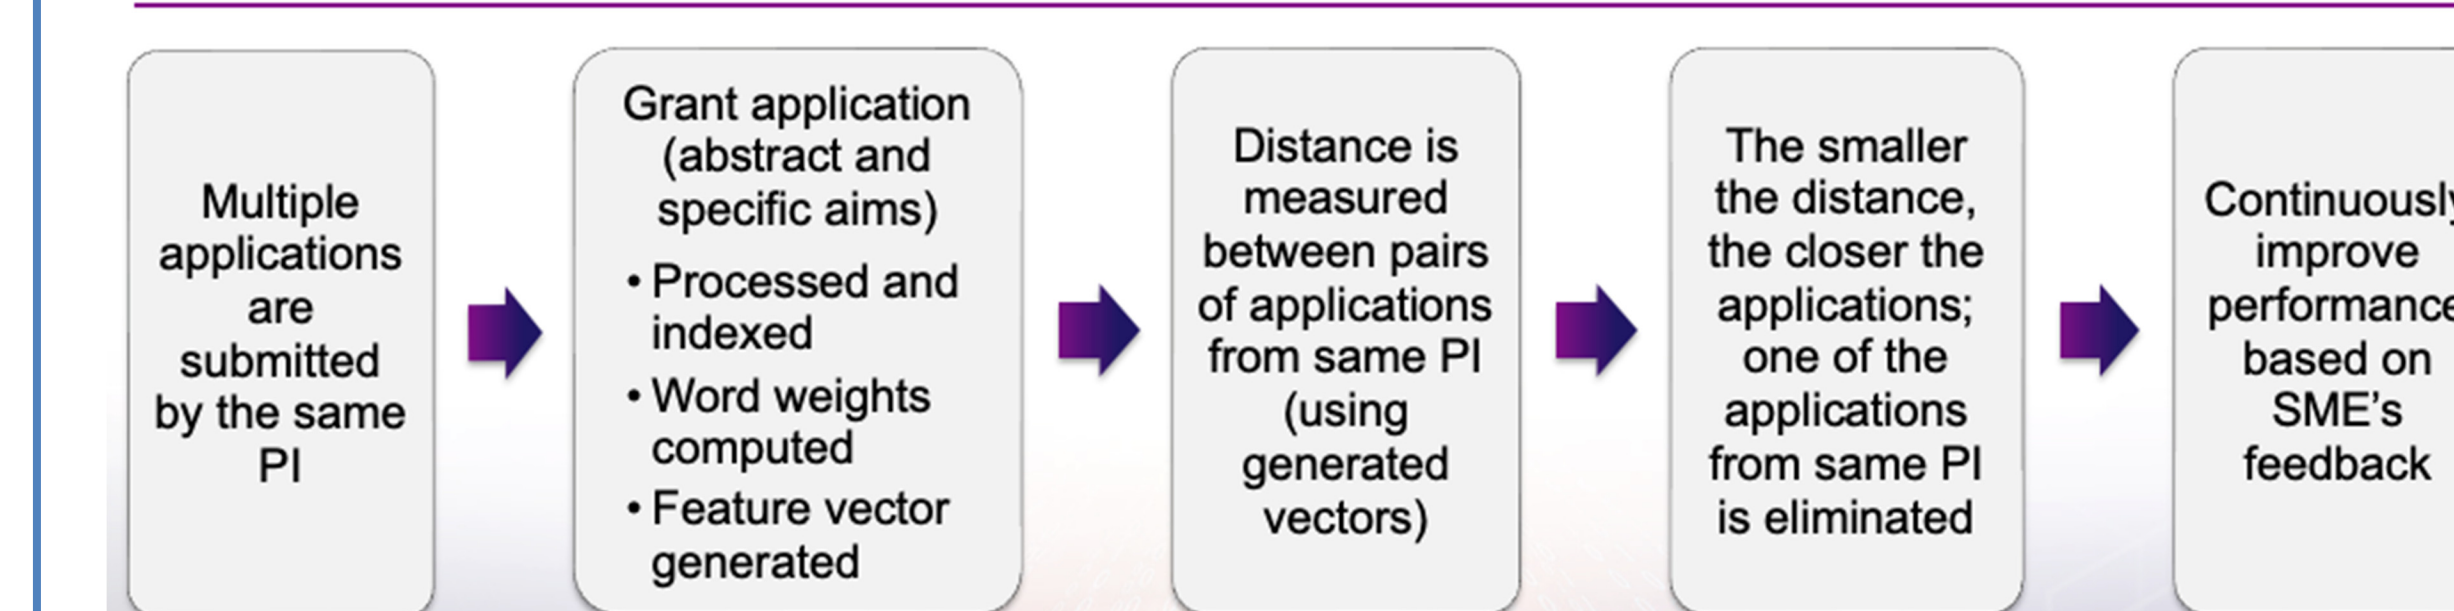 Multiple
applications
are
submitted
by the same
PI
Grant application
(abstract and
specific aims)
• Processed and
indexed
• Word weights
computed
• Feature vector
generated
Distance is
measured
between pairs
of applications
from same PI
(using
generated
vectors)
The smaller
the distance,
the closer the
applications;
one of the
applications
from same PI
is eliminated
Continuously
improve
performance
based on
SME’s
feedback